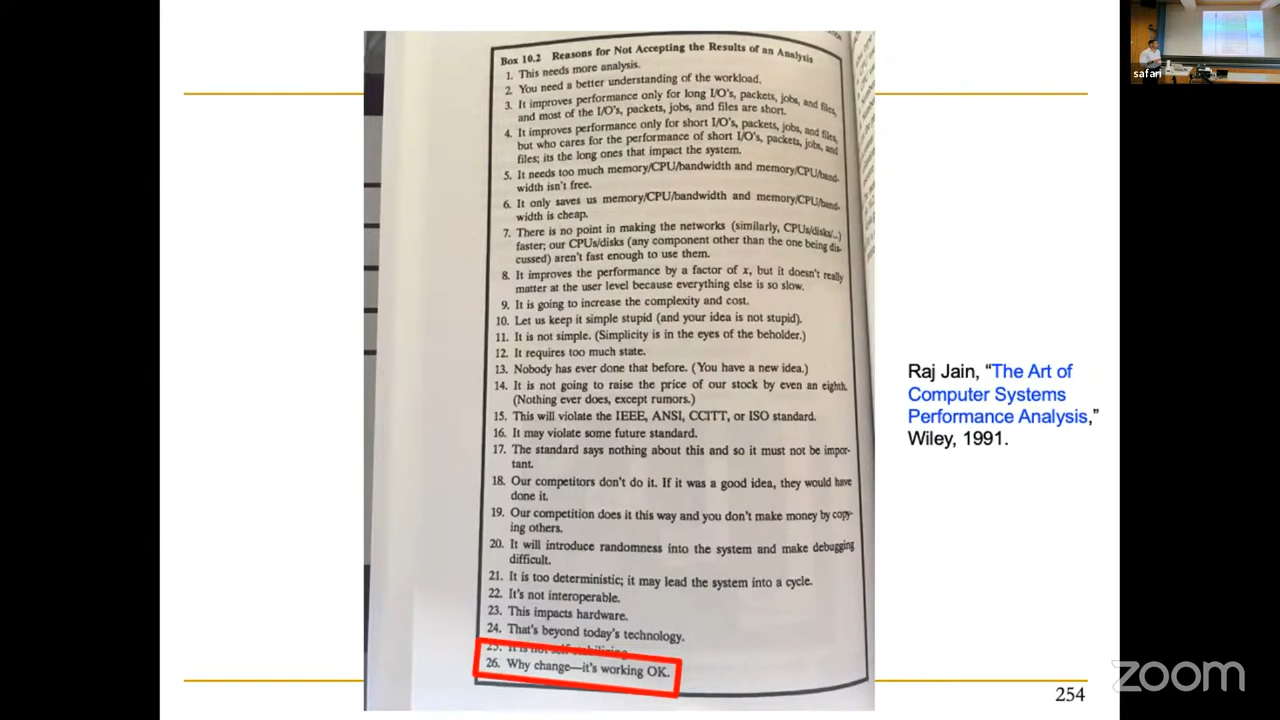 safari
Box 10.2 Reasons for Not Accepting the Results of an Analysis
1. This needs more analysis.
2. You need a better understanding of the workload.
3. It improves performance only for long I/O's, packets, jobs, and files,
and most of the I/O's, packets, jobs, and files are short.
4. It improves performance only for short I/O's, packets, jobs, and files,
but who cares for the performance of short I/O's, packets, jobs, and
files; its the long ones that impact the system.
5. It needs too much memory/CPU/bandwidth and memory/CPU/band-
width isn't free.
6. It only saves us memory/CPU/bandwidth and memory/CPU/band-
width is cheap.
7. There is no point in making the networks (similarly, CPUs/disks/...)
faster; our CPUs/disks (any component other than the one being dis-
cussed) aren't fast enough to use them.
8. It improves the performance by a factor of x, but it doesn't really
matter at the user level because everything else is so slow.
9. It is going to increase the complexity and cost.
10. Let us keep it simple stupid (and your idea is not stupid).
11. It is not simple. (Simplicity is in the eyes of the beholder.)
12. It requires too much state.
13. Nobody has ever done that before. (You have a new idea.)
14. It is not going to raise the price of our stock by even an eighth.
(Nothing ever does, except rumors.)
15. This will violate the IEEE, ANSI, CCITT, or ISO standard.
16. It may violate some future standard.
17. The standard says nothing about this and so it must not be impor-
tant.
18. Our competitors don't do it. If it was a good idea, they would have
done it.
19. Our competition does it this way and you don't make money by copy-
ing others.
20. It will introduce randomness into the system and make debugging
difficult.
21. It is too deterministic; it may lead the system into a cycle.
22. It's not interoperable.
23. This impacts hardware.
24. That's beyond today's technology.
25. It is not self-stabilizing
26. Why change—it's working OK.
Raj Jain, “The Art of
Computer Systems
Performance Analysis,”
Wiley, 1991.
254
zoom